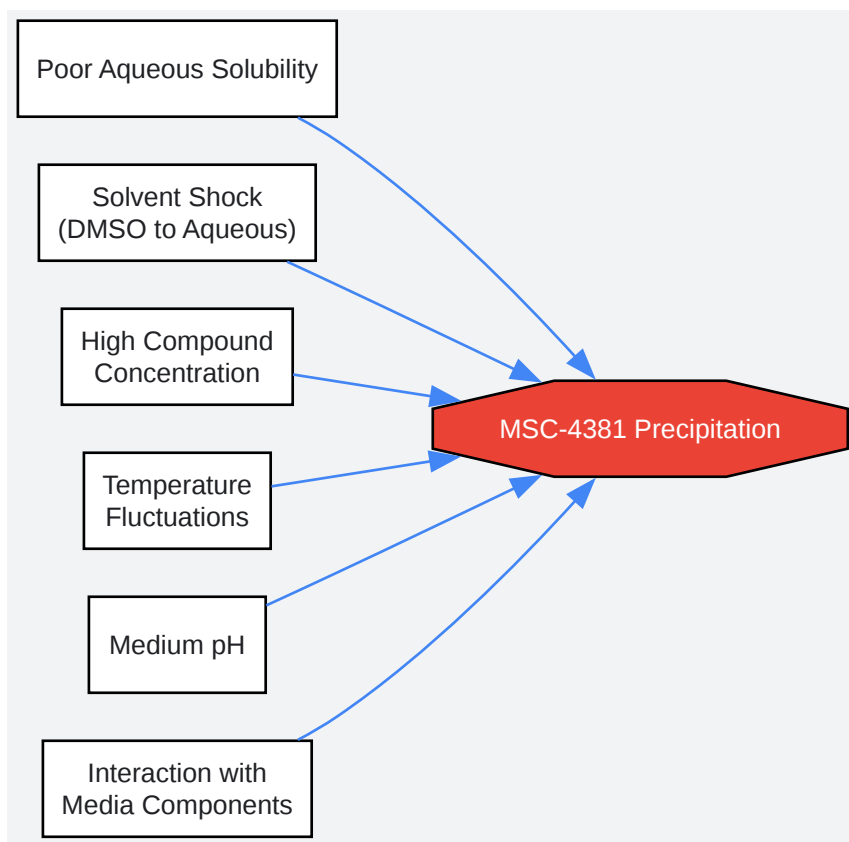 Poor Aqueous Solubility
Solvent Shock
(DMSO to Aqueous)
High Compound
Concentration
Temperature
Fluctuations
Medium pH
Interaction with
Media Components
MSC-4381 Precipitation